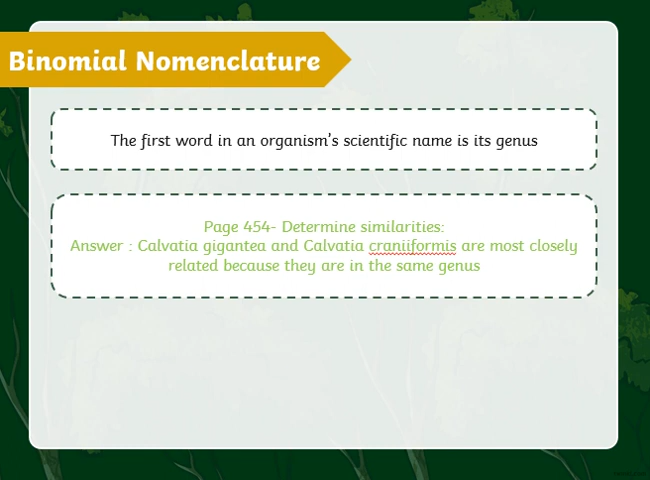 Binomial Nomenclature
The first word in an organism's scientific name is its genus
Page 454- Determine similarities:
Answer : Calvatia gigantea and Calvatia craniiformis are most closely
related because they are in the same genus